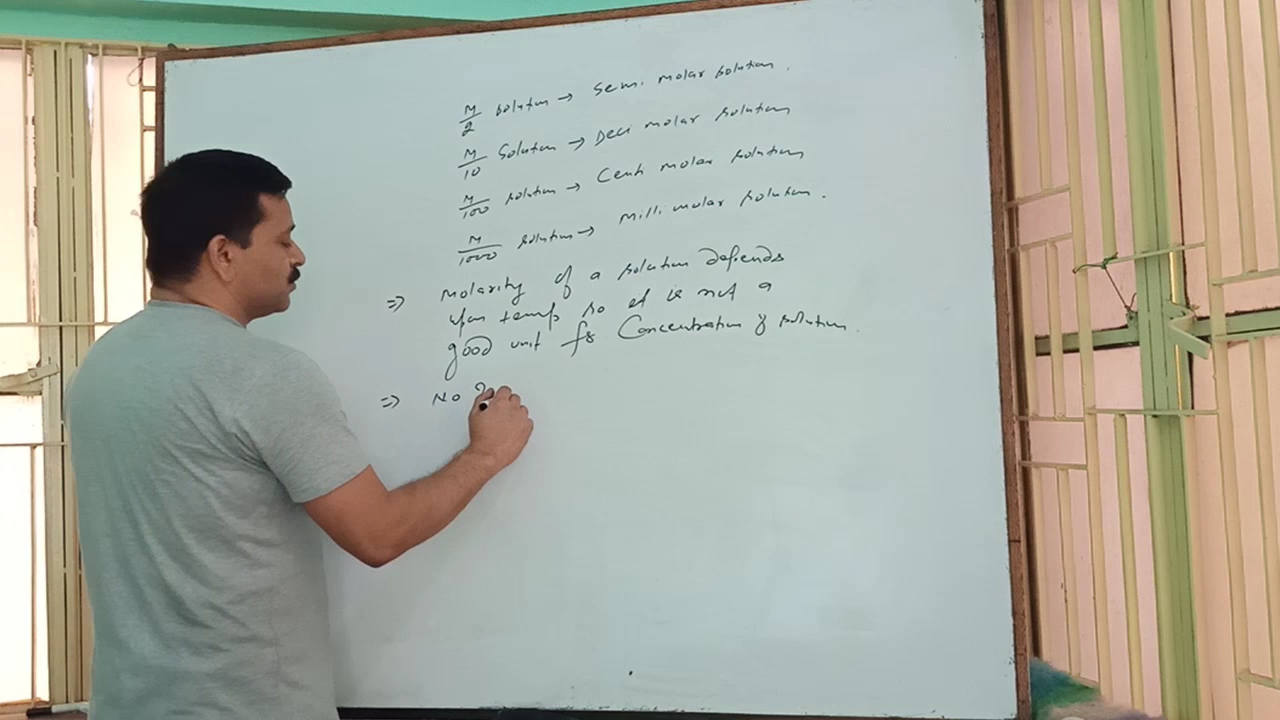 M/2 solution → Semi molar solution.
M/10 Solution → Deci molar solution
M/100 solution → Centi molar solution
M/1000 solution → Milli molar solution.
⇒ Molarity of a solution depends
upon temp so it is not a
good unit for Concentration of solution.
⇒ No